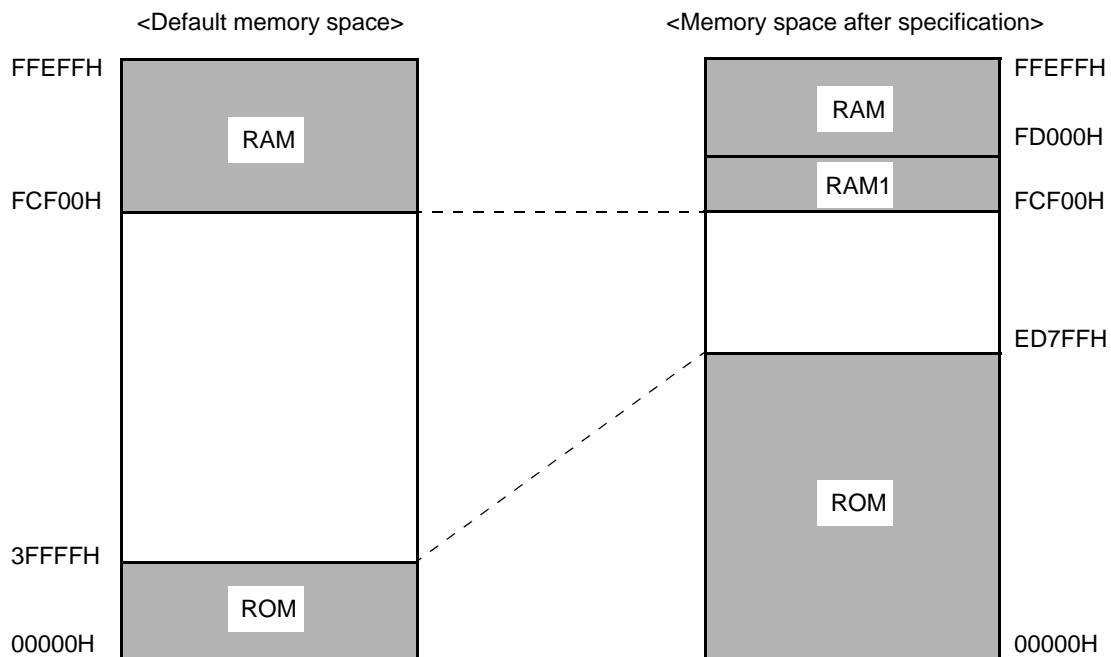 <Default memory space>
FFEFFH
RAM
FCF00H
3FFFFH
ROM
00000H
<Memory space after specification>
FFEFFH
RAM
FD000H
RAM1
FCF00H
ED7FFH
ROM
00000H